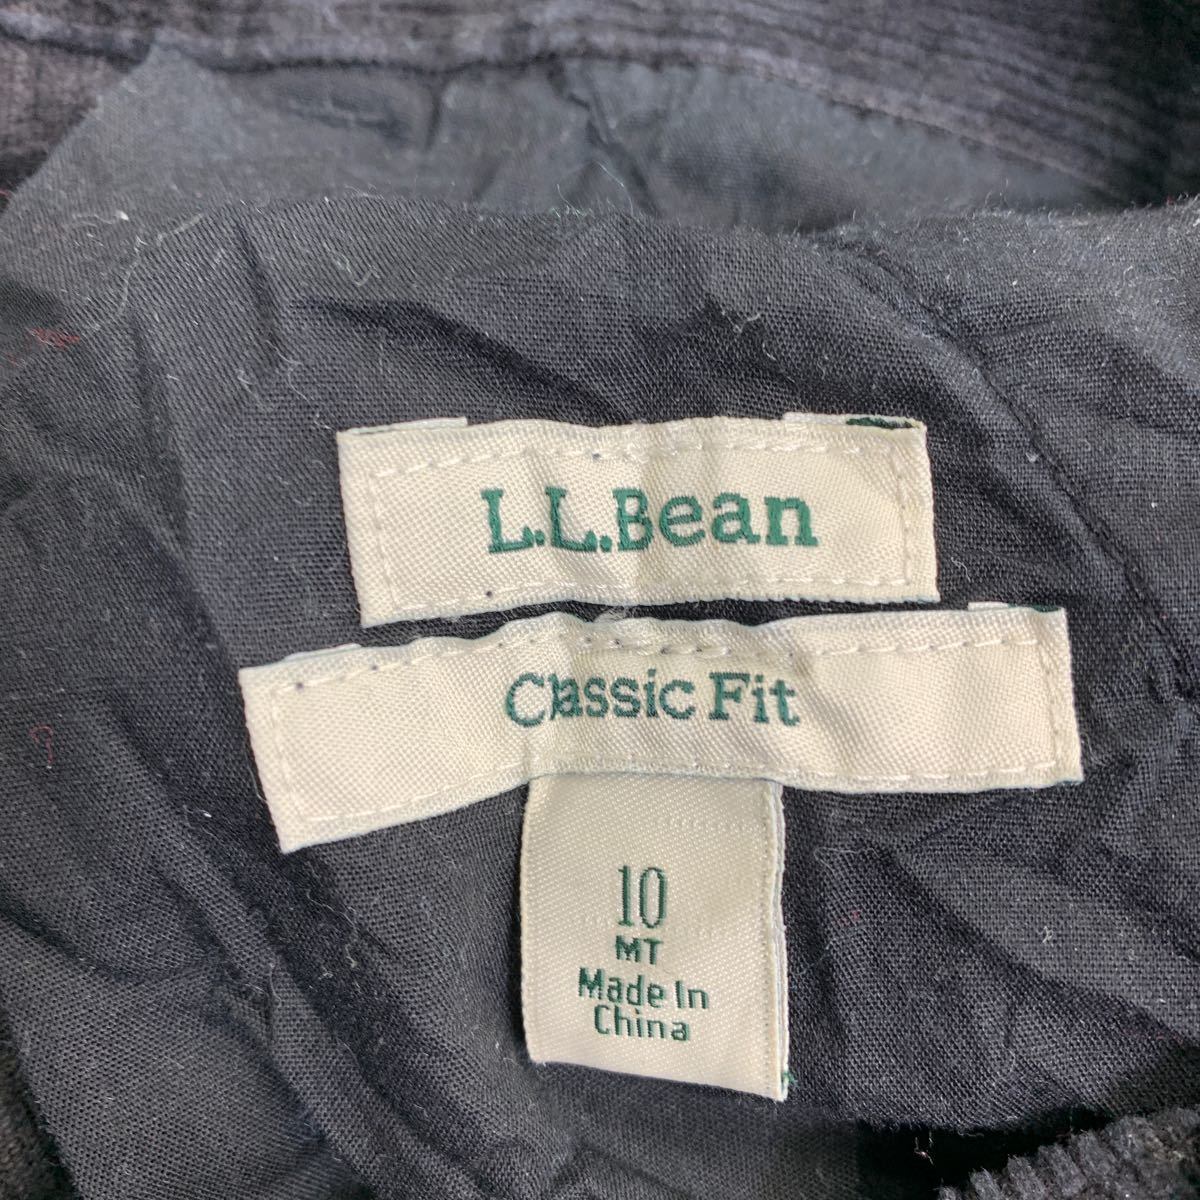 L.L.Bean
Classic Fit
10
MT
Made In
China